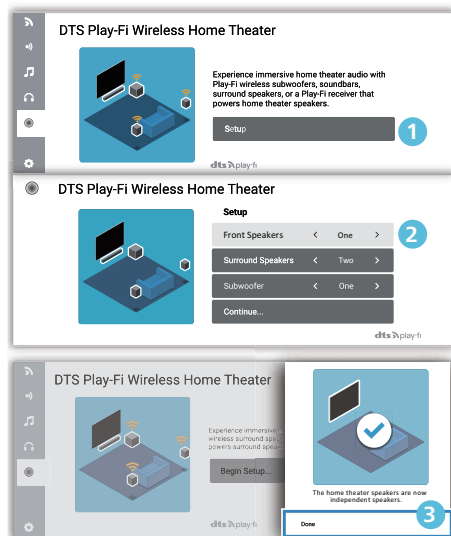 DTS Play-Fi Wireless Home Theater
Experience immersive home theater audio with
Play-Fi wireless subwoofers, soundbars,
surround speakers, or a Play-Fi receiver that
powers home theater speakers.
Setup
1
dts play-fi
DTS Play-Fi Wireless Home Theater
Setup
Front Speakers < One >
2
Surround Speakers < Two >
Subwoofer < One >
Continue...
dts play-fi
DTS Play-Fi Wireless Home Theater
Experience immersive
wireless surround
powers surround
Begin Setup...
dts play-fi
The home theater speakers are now
independent speakers.
Done
3